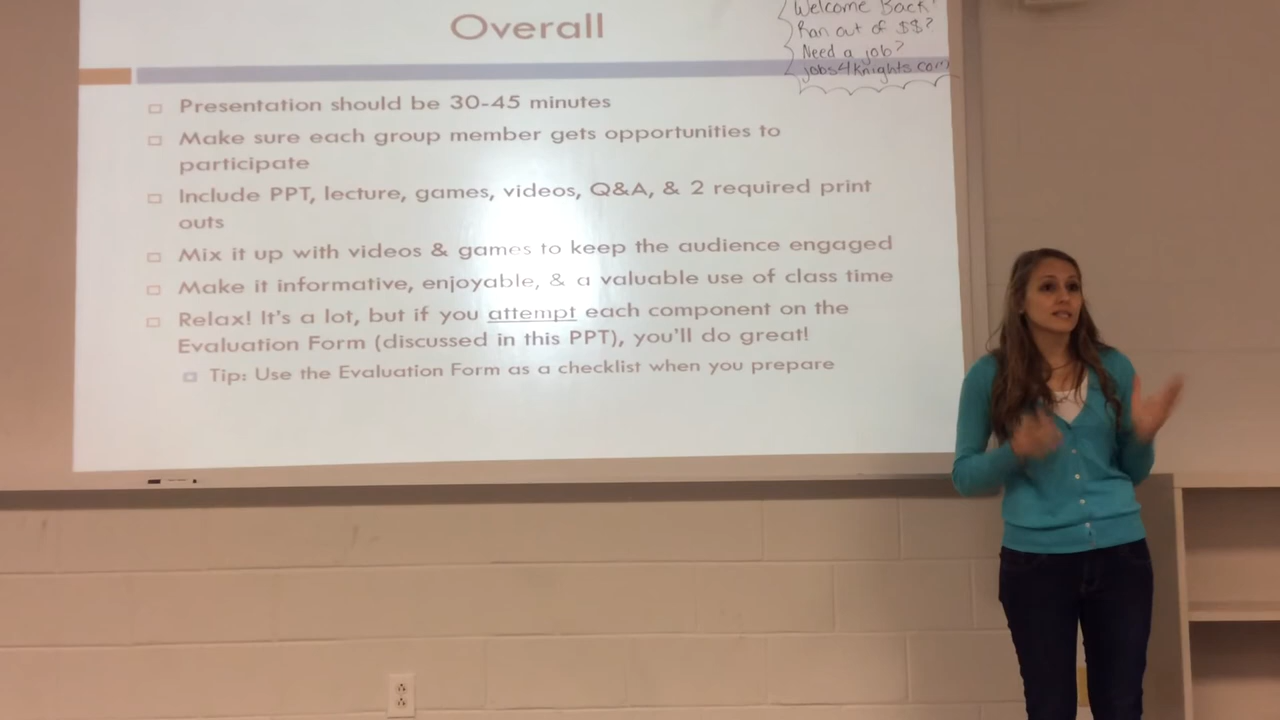 Overall
Welcome Back!
Ran out of $$?
Need a job?
jobs4knights.com
Presentation should be 30-45 minutes
Make sure each group member gets opportunities to
participate
Include PPT, lecture, games, videos, Q&A, & 2 required print
outs
Mix it up with videos & games to keep the audience engaged
Make it informative, enjoyable, & a valuable use of class time
Relax! It's a lot, but if you attempt each component on the
Evaluation Form (discussed in this PPT), you'll do great!
Tip: Use the Evaluation Form as a checklist when you prepare